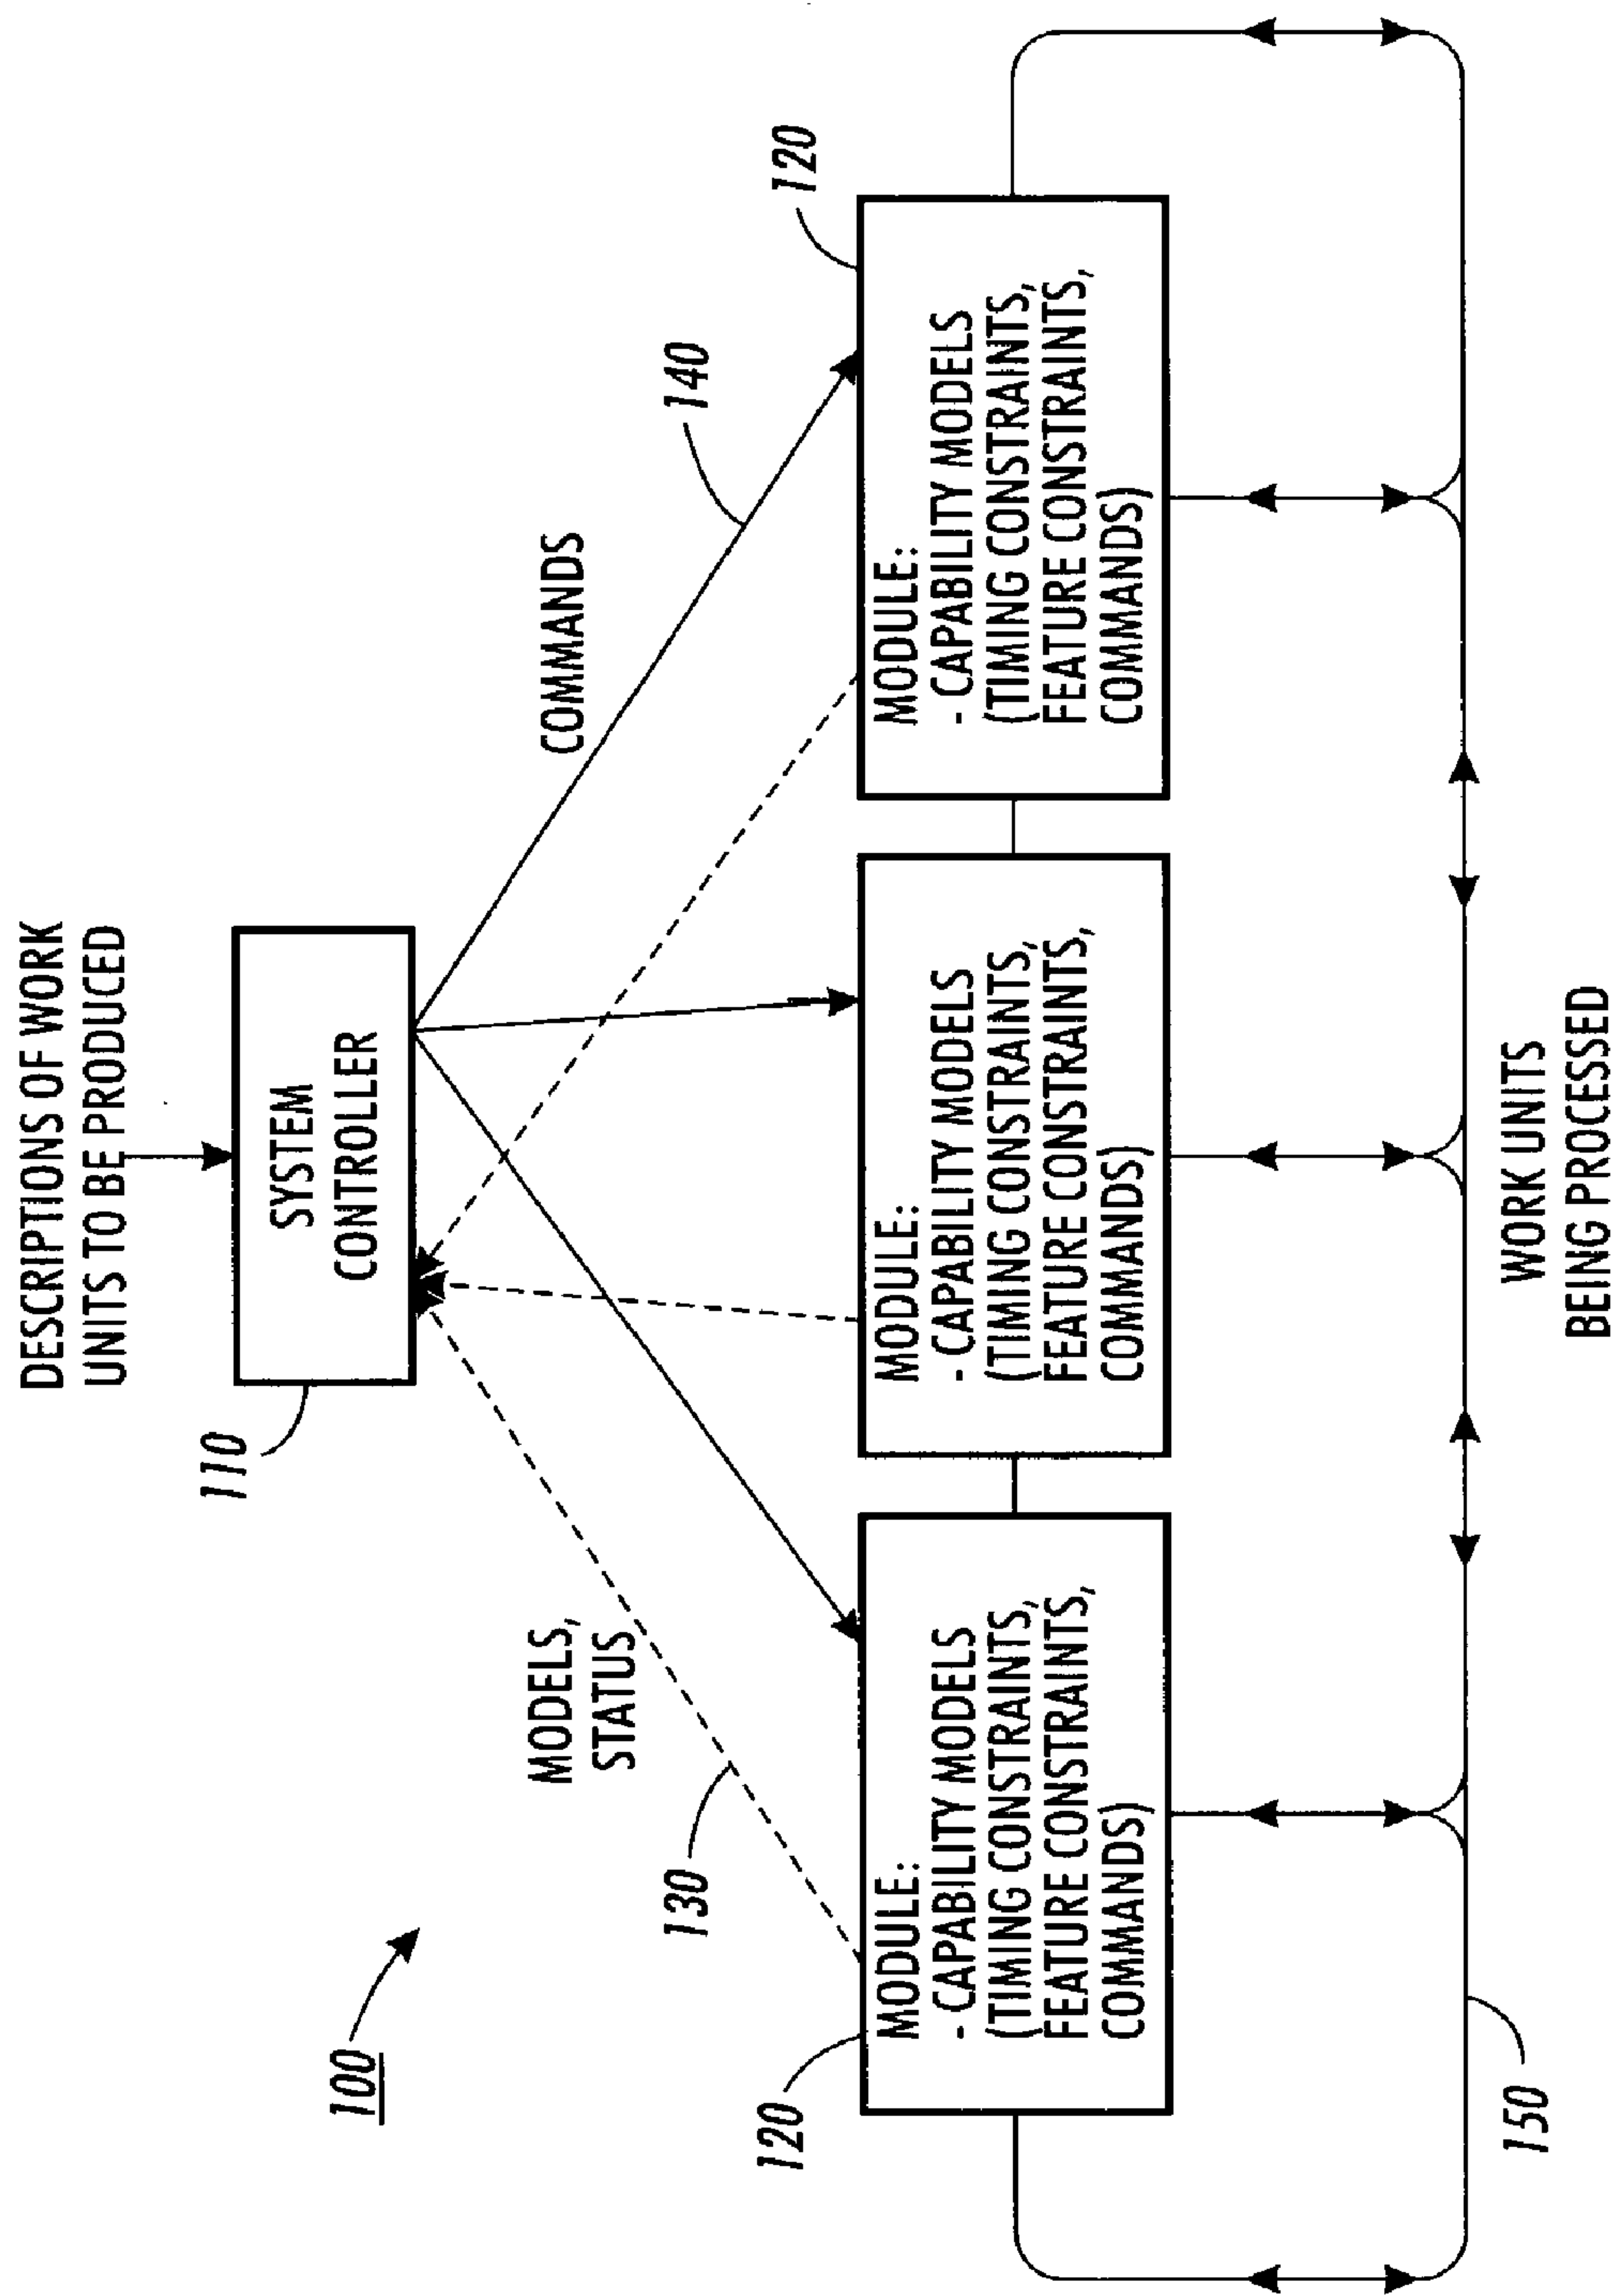 DESCRIPTIONS OF WORK
UNITS TO BE PRODUCED
110
SYSTEM
CONTROLLER
100
MODELS,
STATUS
COMMANDS
130
140
120
120
MODULE:
- CAPABILITY MODELS
(TIMING CONSTRAINTS,
FEATURE CONSTRAINTS,
COMMANDS)
MODULE:
- CAPABILITY MODELS
(TIMING CONSTRAINTS,
FEATURE CONSTRAINTS,
COMMANDS)
MODULE:
- CAPABILITY MODELS
(TIMING CONSTRAINTS,
FEATURE CONSTRAINTS,
COMMANDS)
150
WORK UNITS
BEING PROCESSED